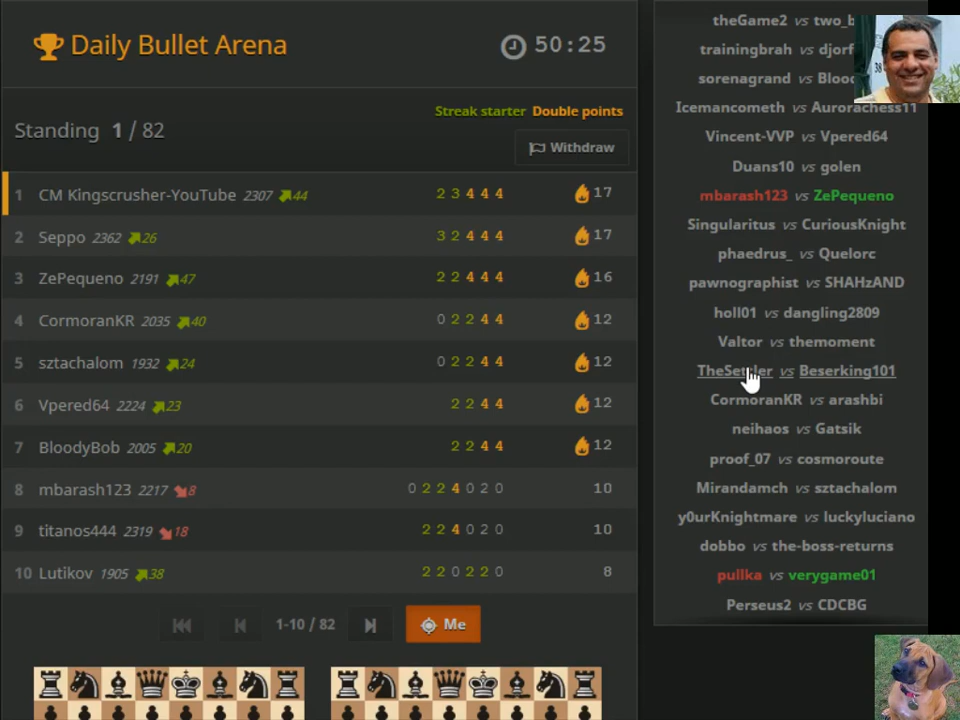 Daily Bullet Arena 50:25
Standing 1 / 82
Streak starter Double points
Withdraw
1 CM Kingscrusher-YouTube 2307 44 2 3 4 4 4 17
2 Seppo 2362 26 3 2 4 4 4 17
3 ZePequeno 2191 47 2 2 4 4 4 16
4 CormoranKR 2035 40 0 2 2 4 4 12
5 sztachalom 1932 24 0 2 2 4 4 12
6 Vpered64 2224 23 2 2 4 4 12
7 BloodyBob 2005 20 2 2 4 4 12
8 mbarash123 2217 8 0 2 2 4 0 2 0 10
9 titanos444 2319 18 2 2 4 0 2 0 10
10 Lutikov 1905 38 2 2 0 2 2 0 8
1-10 / 82 Me
theGame2 vs
trainingbrah vs
sorenagrand vs
Icemancometh vs Aurorachess11
Vincent-VVP vs Vpered64
Duans10 vs golen
mbarash123 vs ZePequeno
Singularitus vs CuriousKnight
phaedrus_ vs Quelorc
pawnographist vs SHAHzAND
holl01 vs dangling2809
Valtor vs themoment
vs Beserking101
CormoranKR vs arashbi
neihaos vs Gatsik
proof_07 vs cosmoroute
Mirandamch vs sztachalom
y0urKnightmare vs luckyluciano
dobbo vs the-boss-returns
pullka vs verygame01
Perseus2 vs CDCBG